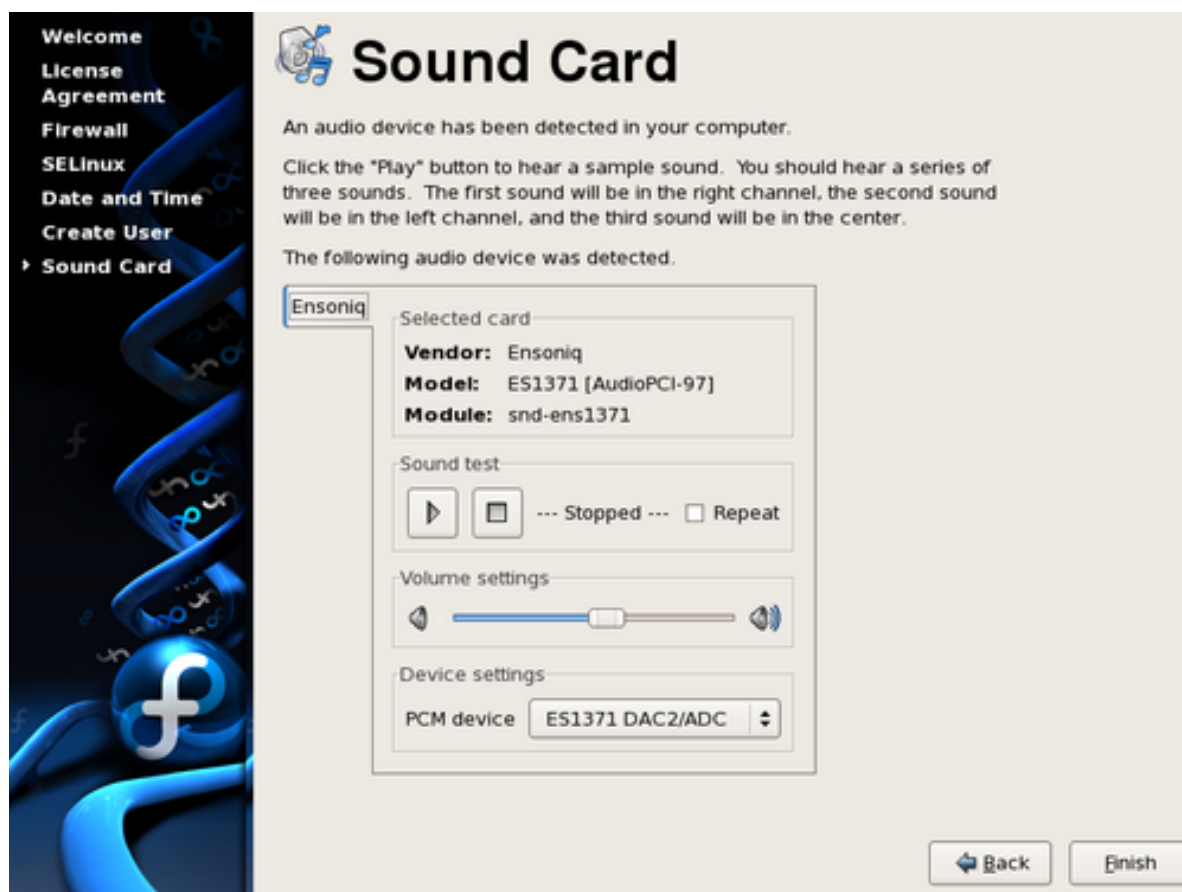 Welcome
License
Agreement
Firewall
SELinux
Date and Time
Create User
Sound Card
Sound Card
An audio device has been detected in your computer.
Click the "Play" button to hear a sample sound. You should hear a series of
three sounds. The first sound will be in the right channel, the second sound
will be in the left channel, and the third sound will be in the center.
The following audio device was detected.
Ensoniq
Selected card
Vendor: Ensoniq
Model: ES1371 [AudioPCI-97]
Module: snd-ens1371
Sound test
--- Stopped --- Repeat
Volume settings
Device settings
PCM device ES1371 DAC2/ADC
Back Finish